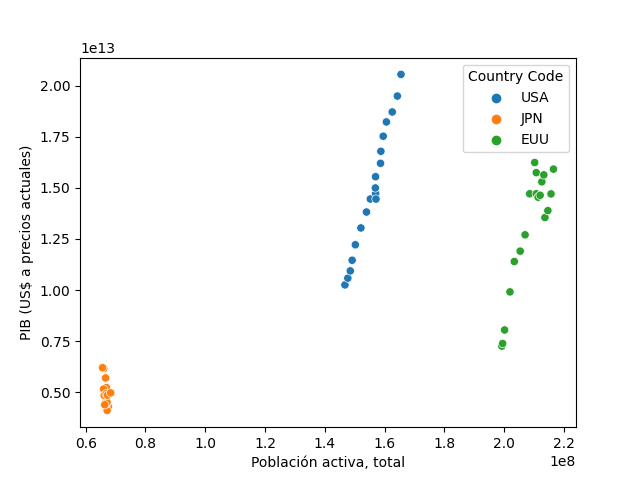 1e13
Country Code
USA
JPN
EUU
2.00
1.75
1.50
1.25
1.00
0.75
0.50
PIB (US$ a precios actuales)
0.6 0.8 1.0 1.2 1.4 1.6 1.8 2.0 2.2
Población activa, total
1e8